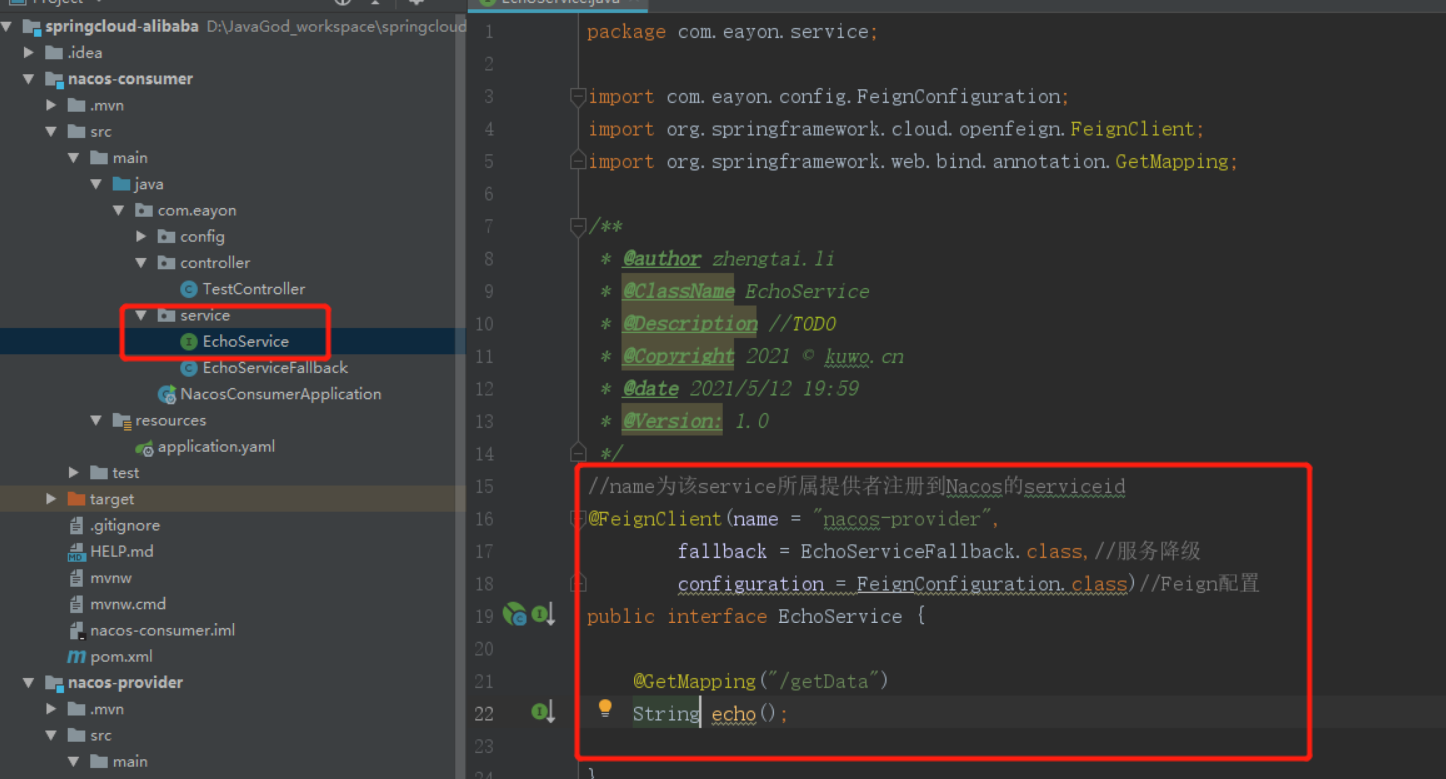 Project
EchoService.java
springcloud-alibaba D:\JavaGod_workspace\springcloud
.idea
nacos-consumer
.mvn
src
main
java
com.eayon
config
controller
TestController
service
EchoService
EchoServiceFallback
NacosConsumerApplication
resources
application.yaml
test
target
.gitignore
HELP.md
mvnw
mvnw.cmd
nacos-consumer.iml
pom.xml
nacos-provider
.mvn
src
main
1 package com.eayon.service;
2
3 import com.eayon.config.FeignConfiguration;
4 import org.springframework.cloud.openfeign.FeignClient;
5 import org.springframework.web.bind.annotation.GetMapping;
6
7 /**
8 * @author zhengtai.li
9 * @ClassName EchoService
10 * @Description //TODO
11 * @Copyright 2021 © kuwo.cn
12 * @date 2021/5/12 19:59
13 * @Version: 1.0
14 */
15 //name为该service所属提供者注册到Nacos的serviceid
16 @FeignClient(name = "nacos-provider",
17 fallback = EchoServiceFallback.class,//服务降级
18 configuration = FeignConfiguration.class)//Feign配置
19 public interface EchoService {
20
21 @GetMapping("/getData")
22 String echo();
23
24 }